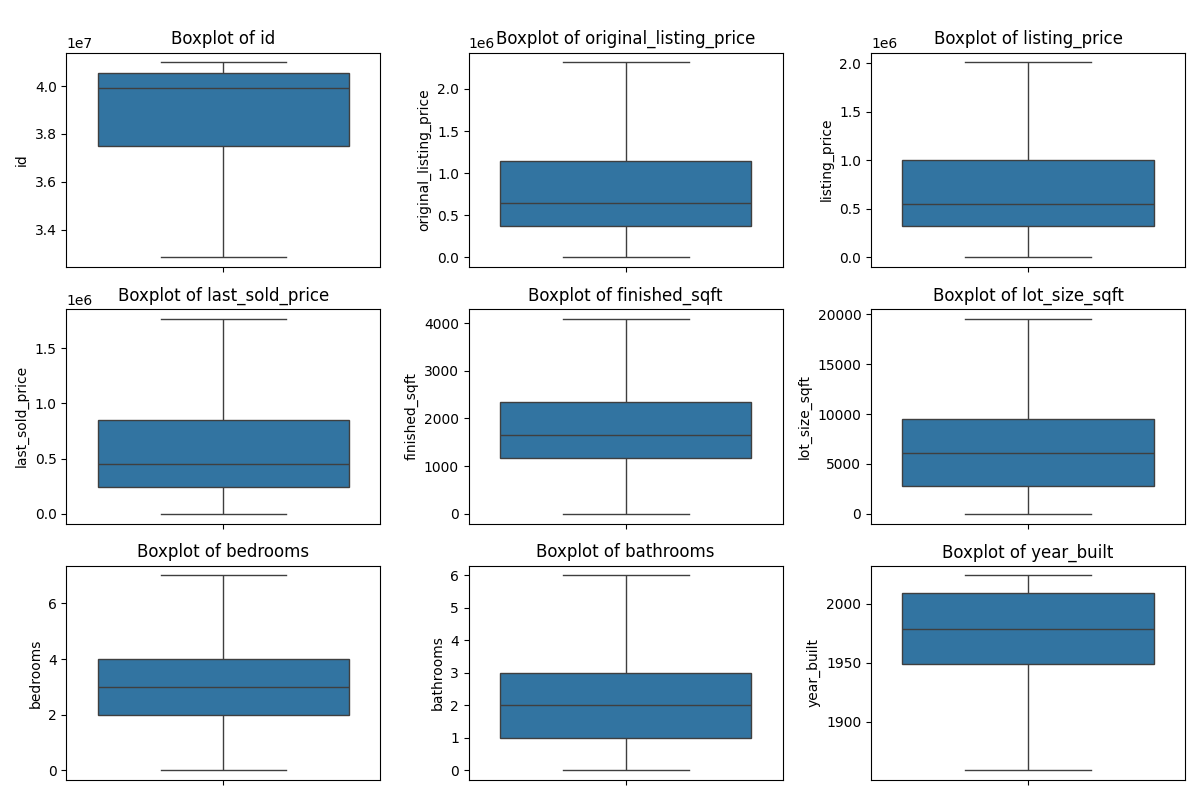 Boxplot of id
1e7
4.0
3.8
3.6
3.4
id
Boxplot of original_listing_price
1e6
2.0
1.5
1.0
0.5
0.0
original_listing_price
Boxplot of listing_price
1e6
2.0
1.5
1.0
0.5
0.0
listing_price
Boxplot of last_sold_price
1e6
1.5
1.0
0.5
0.0
last_sold_price
Boxplot of finished_sqft
4000
3000
2000
1000
0
finished_sqft
Boxplot of lot_size_sqft
20000
15000
10000
5000
0
lot_size_sqft
Boxplot of bedrooms
6
4
2
0
bedrooms
Boxplot of bathrooms
6
5
4
3
2
1
0
bathrooms
Boxplot of year_built
2000
1950
1900
year_built